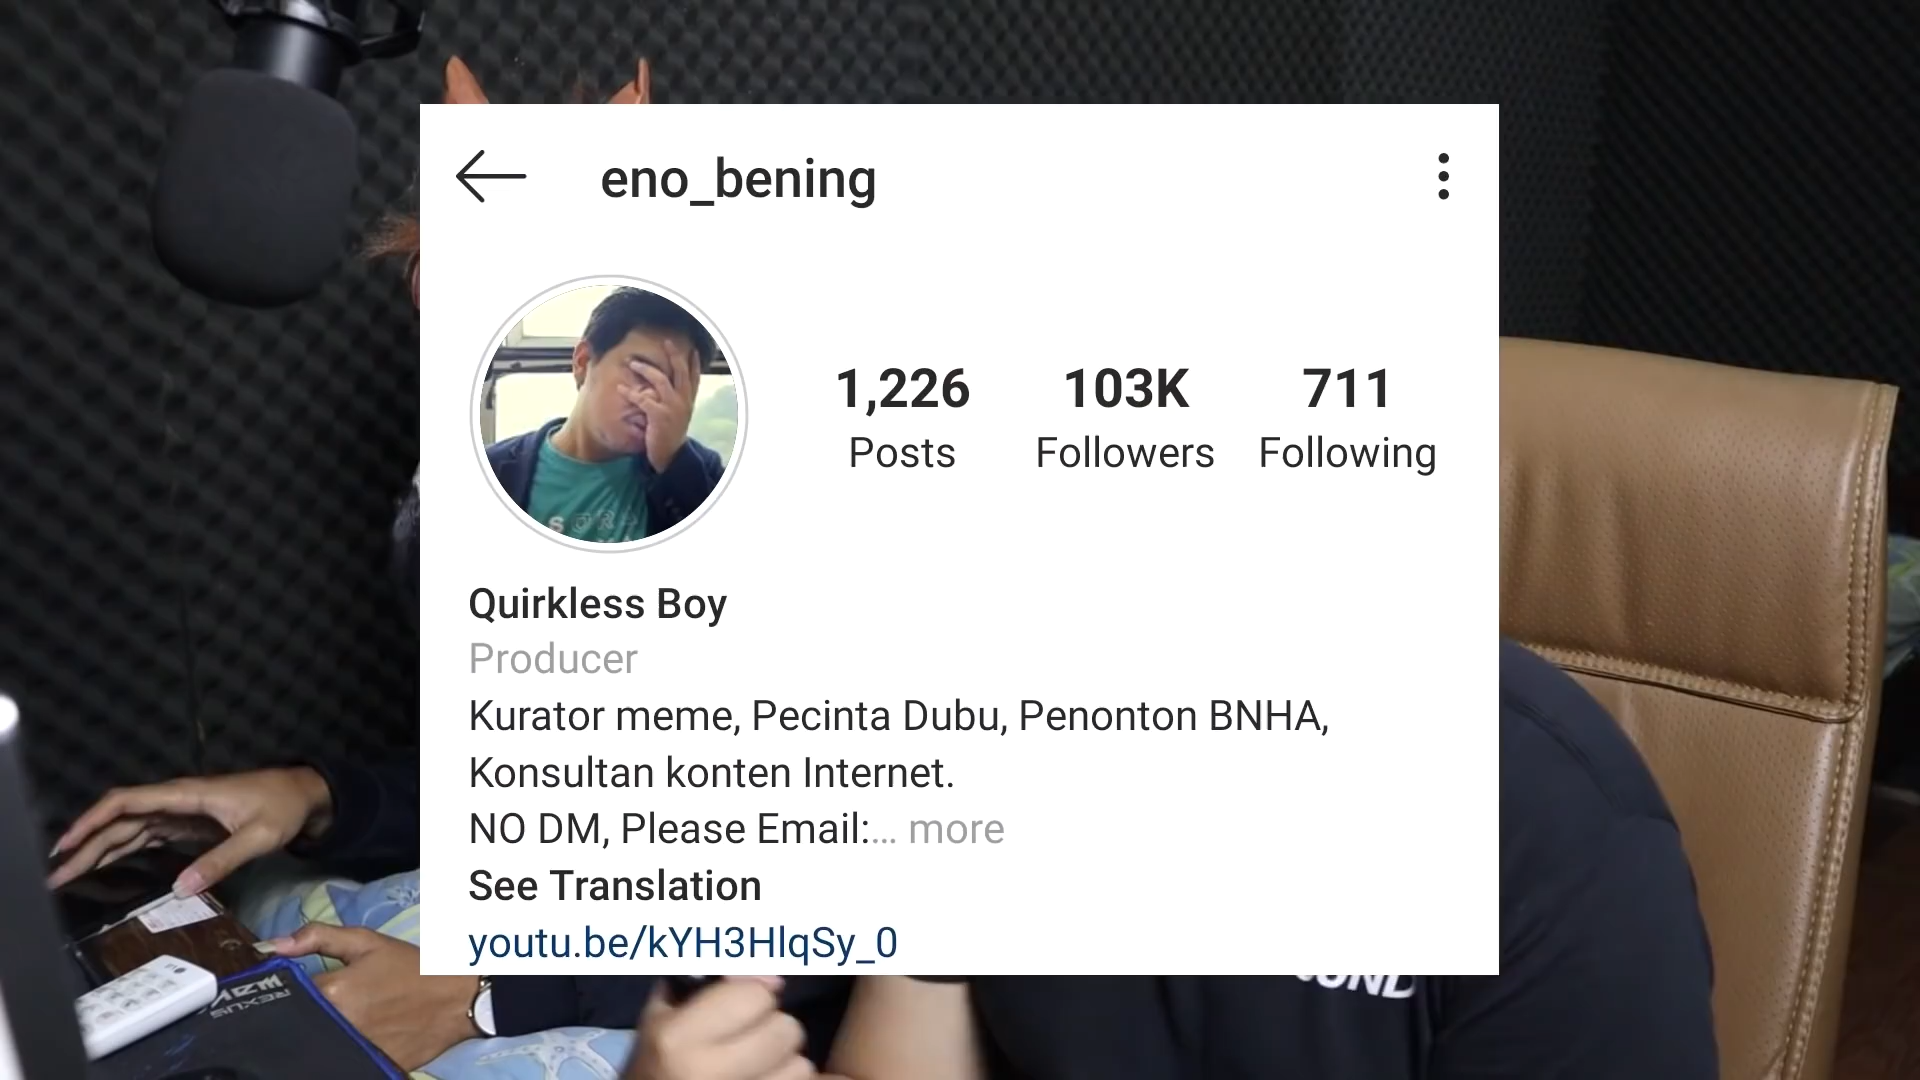 eno_bening
1,226
103K
711
Posts
Followers
Following
Quirkless Boy
Producer
Kurator meme, Pecinta Dubu, Penonton BNHA,
Konsultan konten Internet.
NO DM, Please Email:... more
See Translation
youtu.be/kYH3HlqSy_0
REXUS